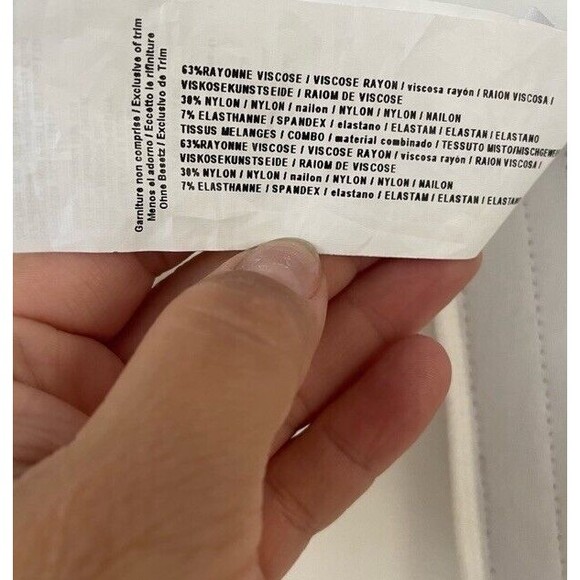 Garniture non comprise / Exclusive of trim
Menos el adorno / Eccetto le rifiniture
Ohne Besetz / Exclusivo de Trim
63%RAYONNE VISCOSE / VISCOSE RAYON / viscosa rayón / RAION VISCOSA /
VISKOSEKUNSTSEIDE / RAIOM DE VISCOSE
30% NYLON / NYLON / nailon / NYLON / NYLON / NAILON
7% ELASTHANNE / SPANDEX / elastano / ELASTAM / ELASTAN / ELASTANO
TISSUS MELANGES / COMBO / material combinado / TESSUTO MISTO/MISCHGEWE
63%RAYONNE VISCOSE / VISCOSE RAYON / viscosa rayón / RAION VISCOSA /
VISKOSEKUNSTSEIDE / RAIOM DE VISCOSE
30% NYLON / NYLON / nailon / NYLON / NYLON / NAILON
7% ELASTHANNE / SPANDEX / elastano / ELASTAM / ELASTAN / ELASTAN